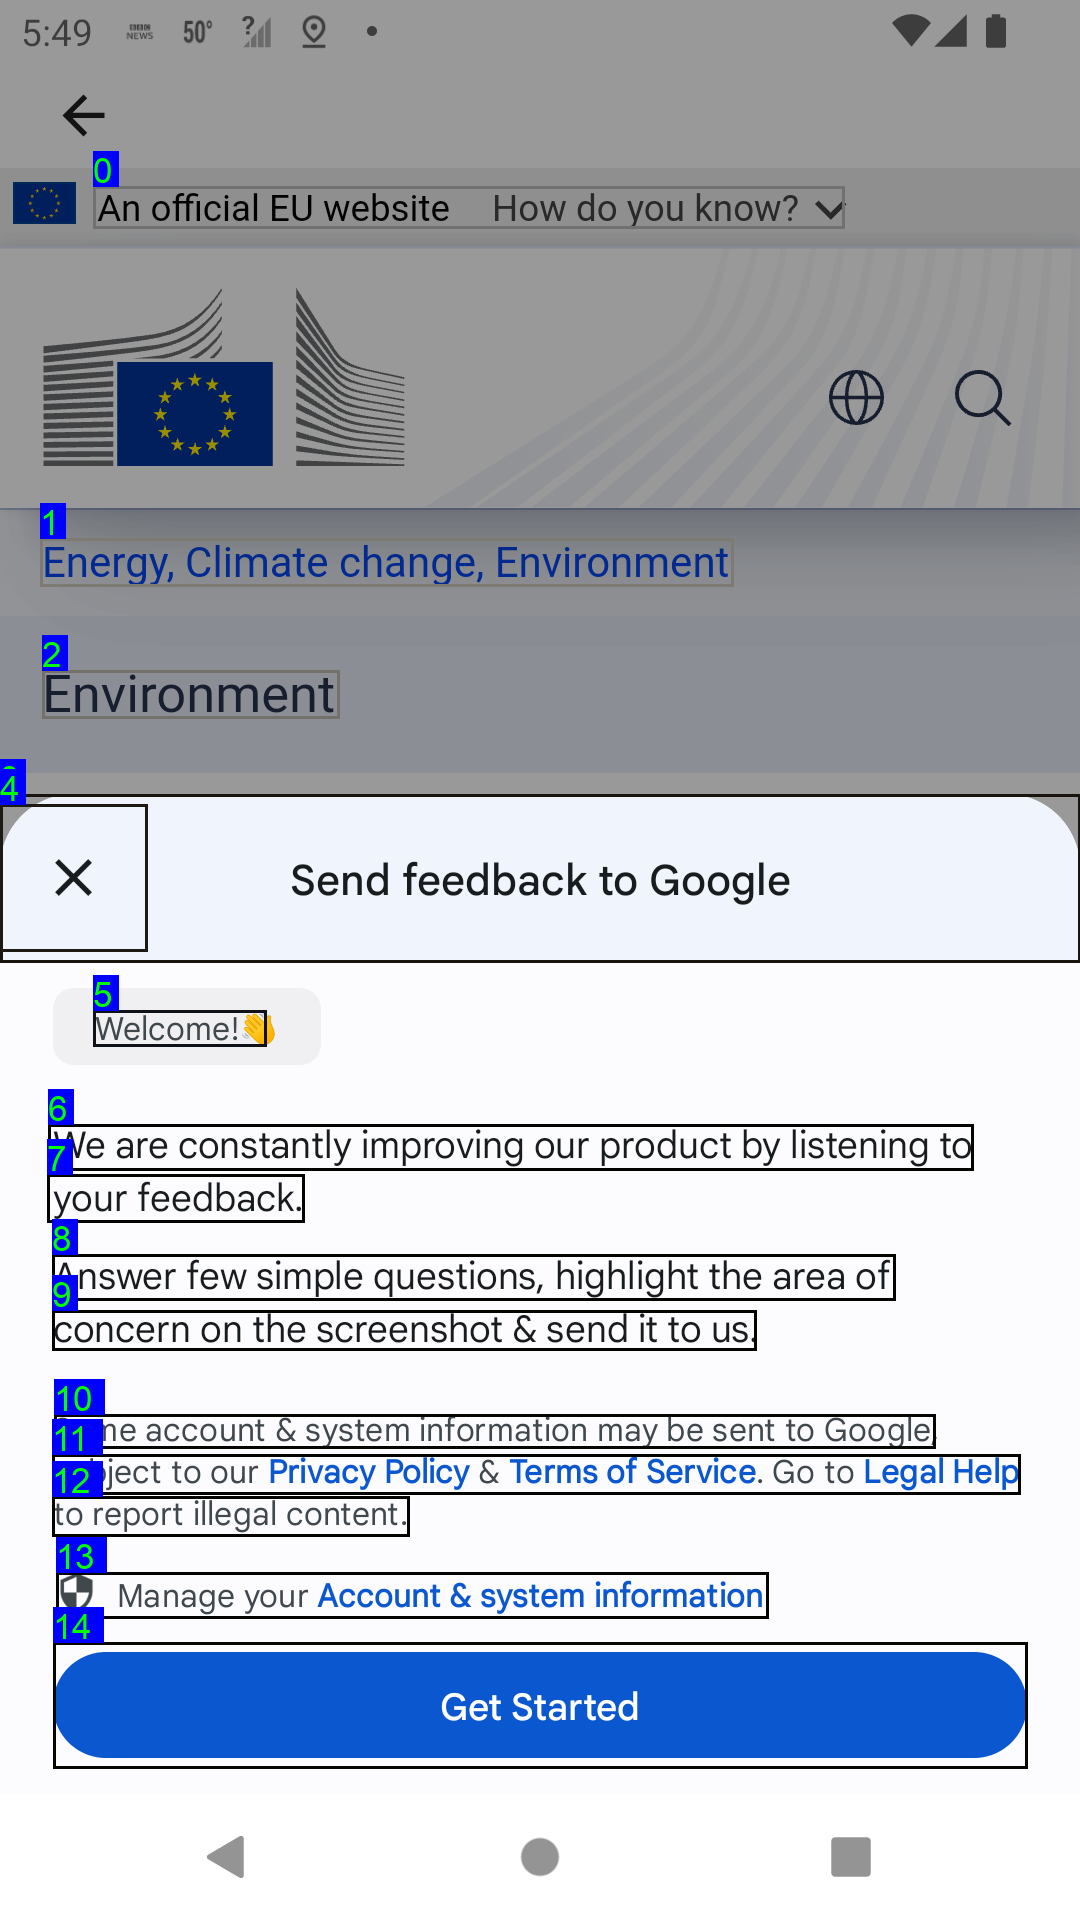 5:49 BBC NEWS 50° ?
0
An official EU website How do you know?
1
Energy, Climate change, Environment
2
Environment
4
Send feedback to Google
5
Welcome!👋
6
We are constantly improving our product by listening to
7
your feedback.
8
Answer few simple questions, highlight the area of
9
concern on the screenshot & send it to us.
10
account & system information may be sent to Google,
11
to our Privacy Policy & Terms of Service. Go to Legal Help
12
to report illegal content.
13
Manage your Account & system information
14
Get Started